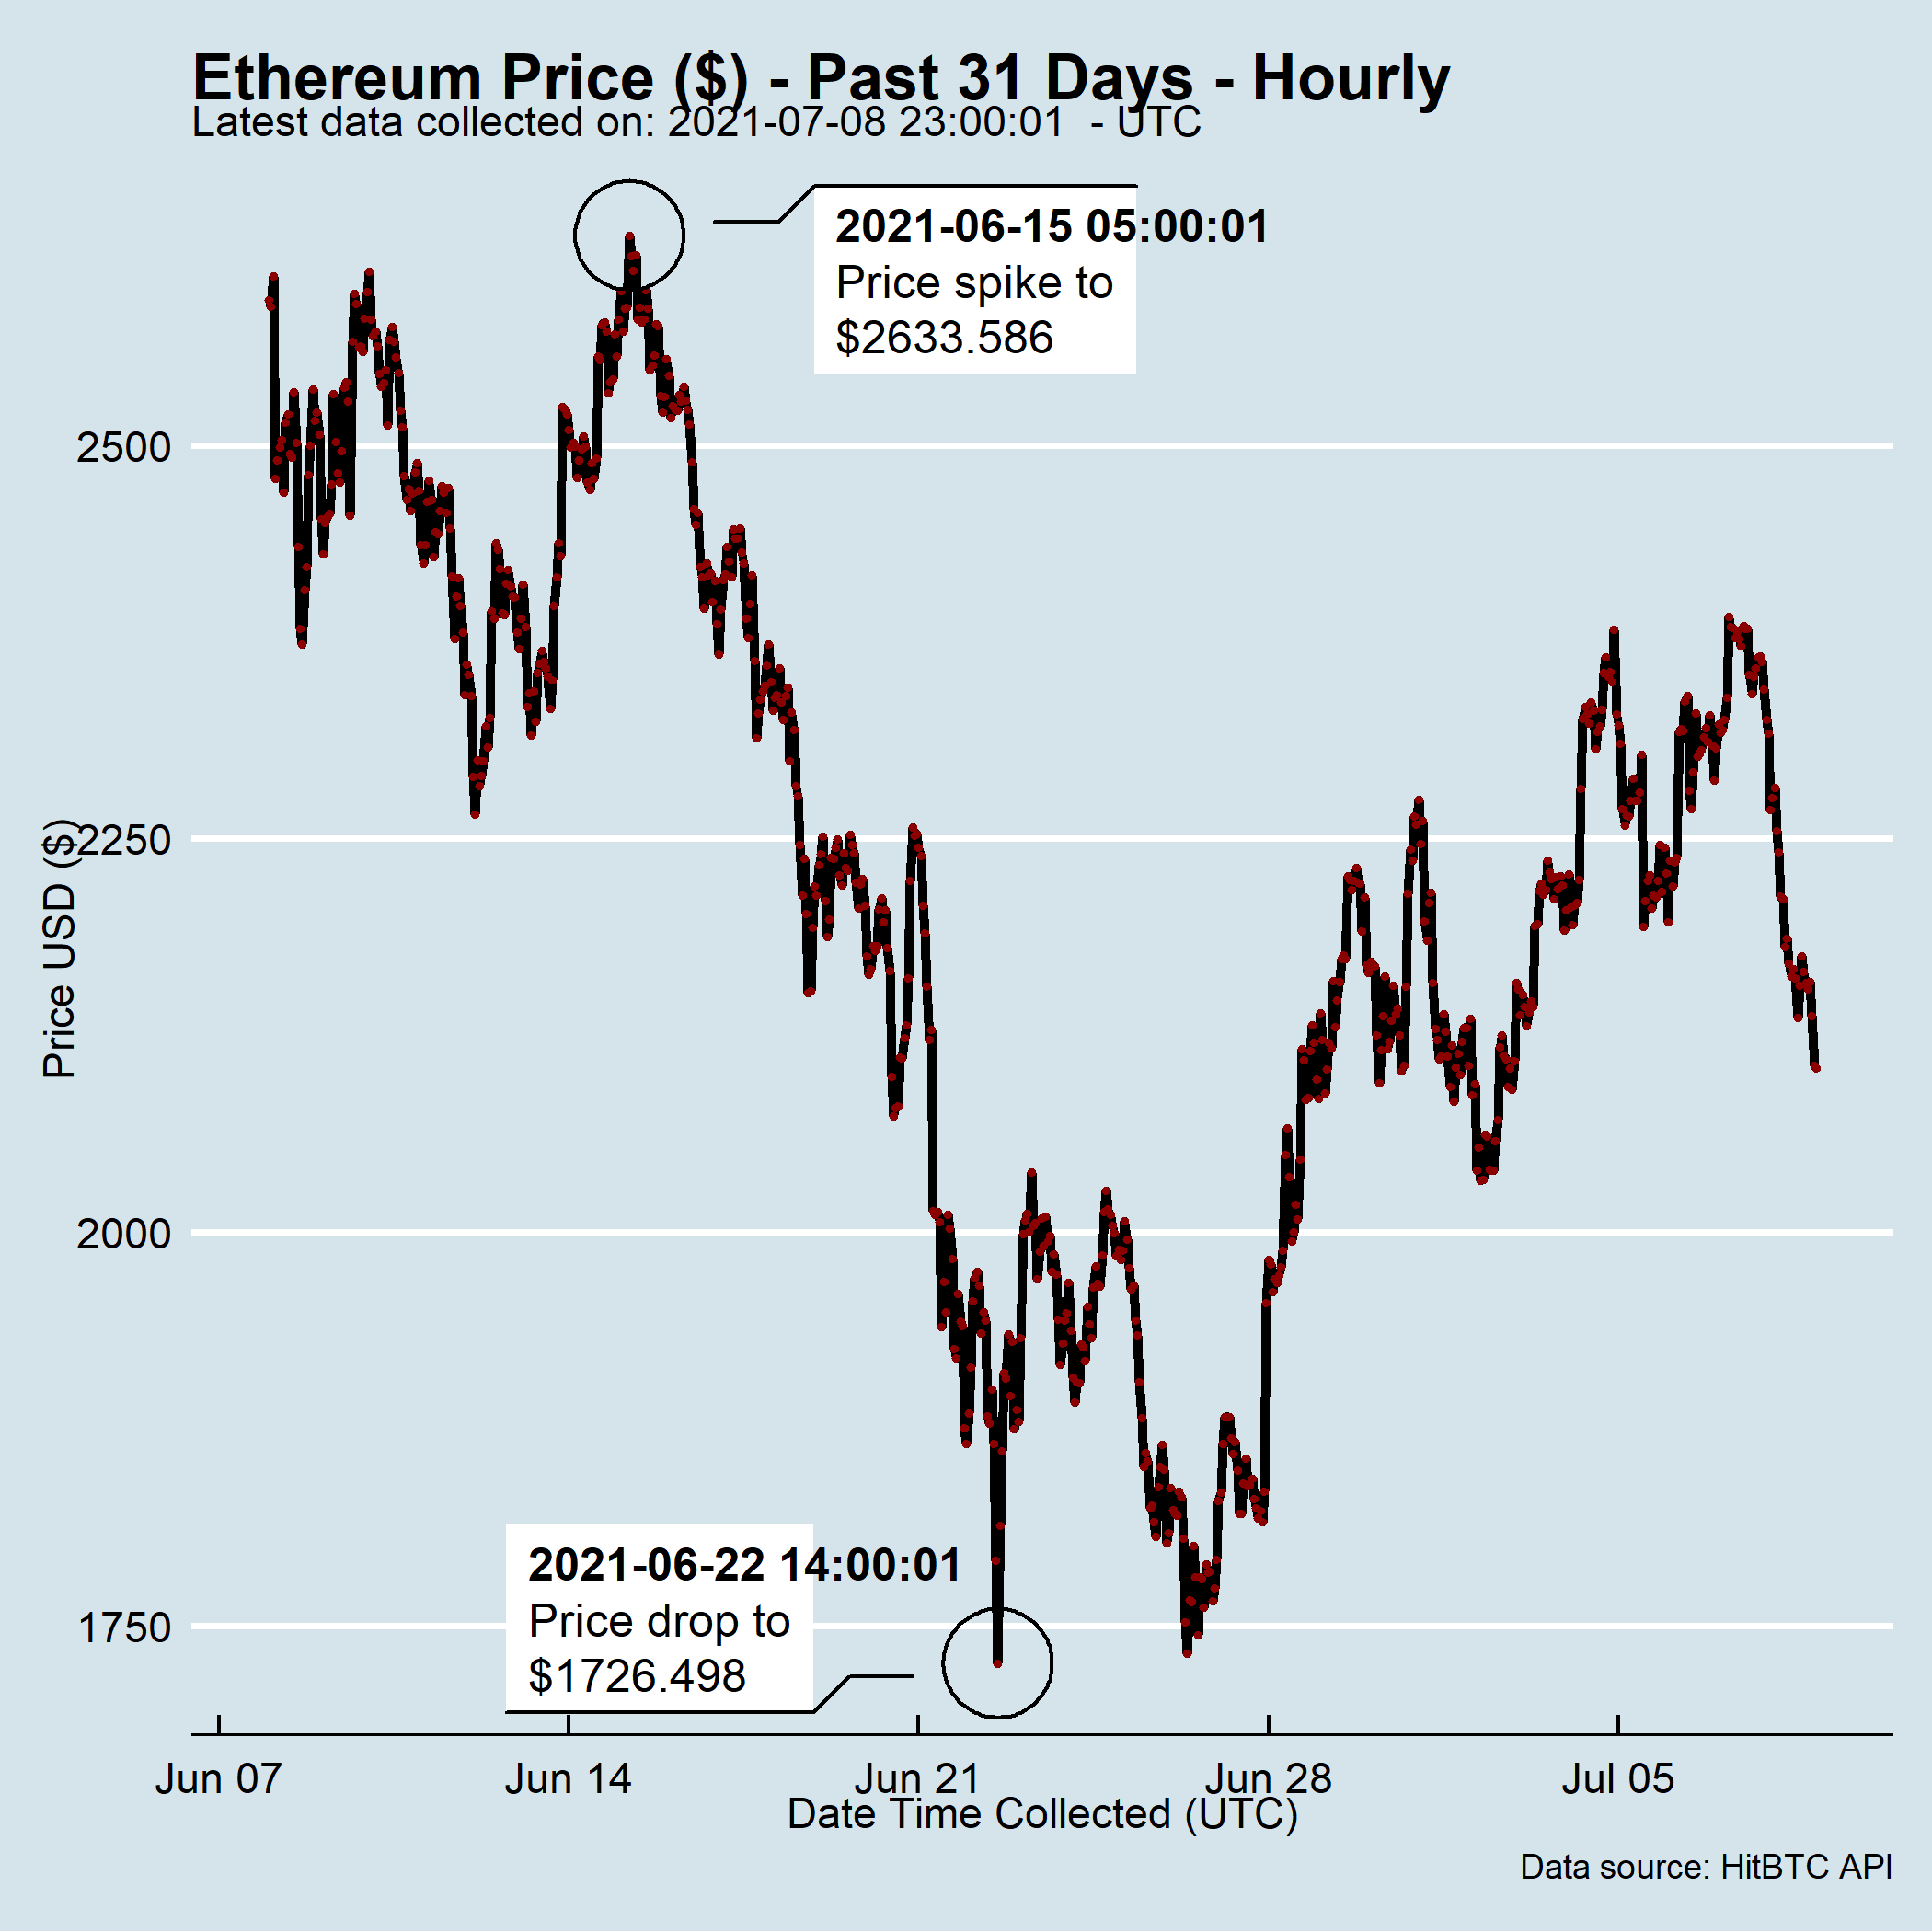 Ethereum Price ($) - Past 31 Days - Hourly
Latest data collected on: 2021-07-08 23:00:01  - UTC
2021-06-15 05:00:01
Price spike to
$2633.586
2500
2250
2000
1750
Price USD ($)
2021-06-22 14:00:01
Price drop to
$1726.498
Jun 07
Jun 14
Jun 21
Jun 28
Jul 05
Date Time Collected (UTC)
Data source: HitBTC API